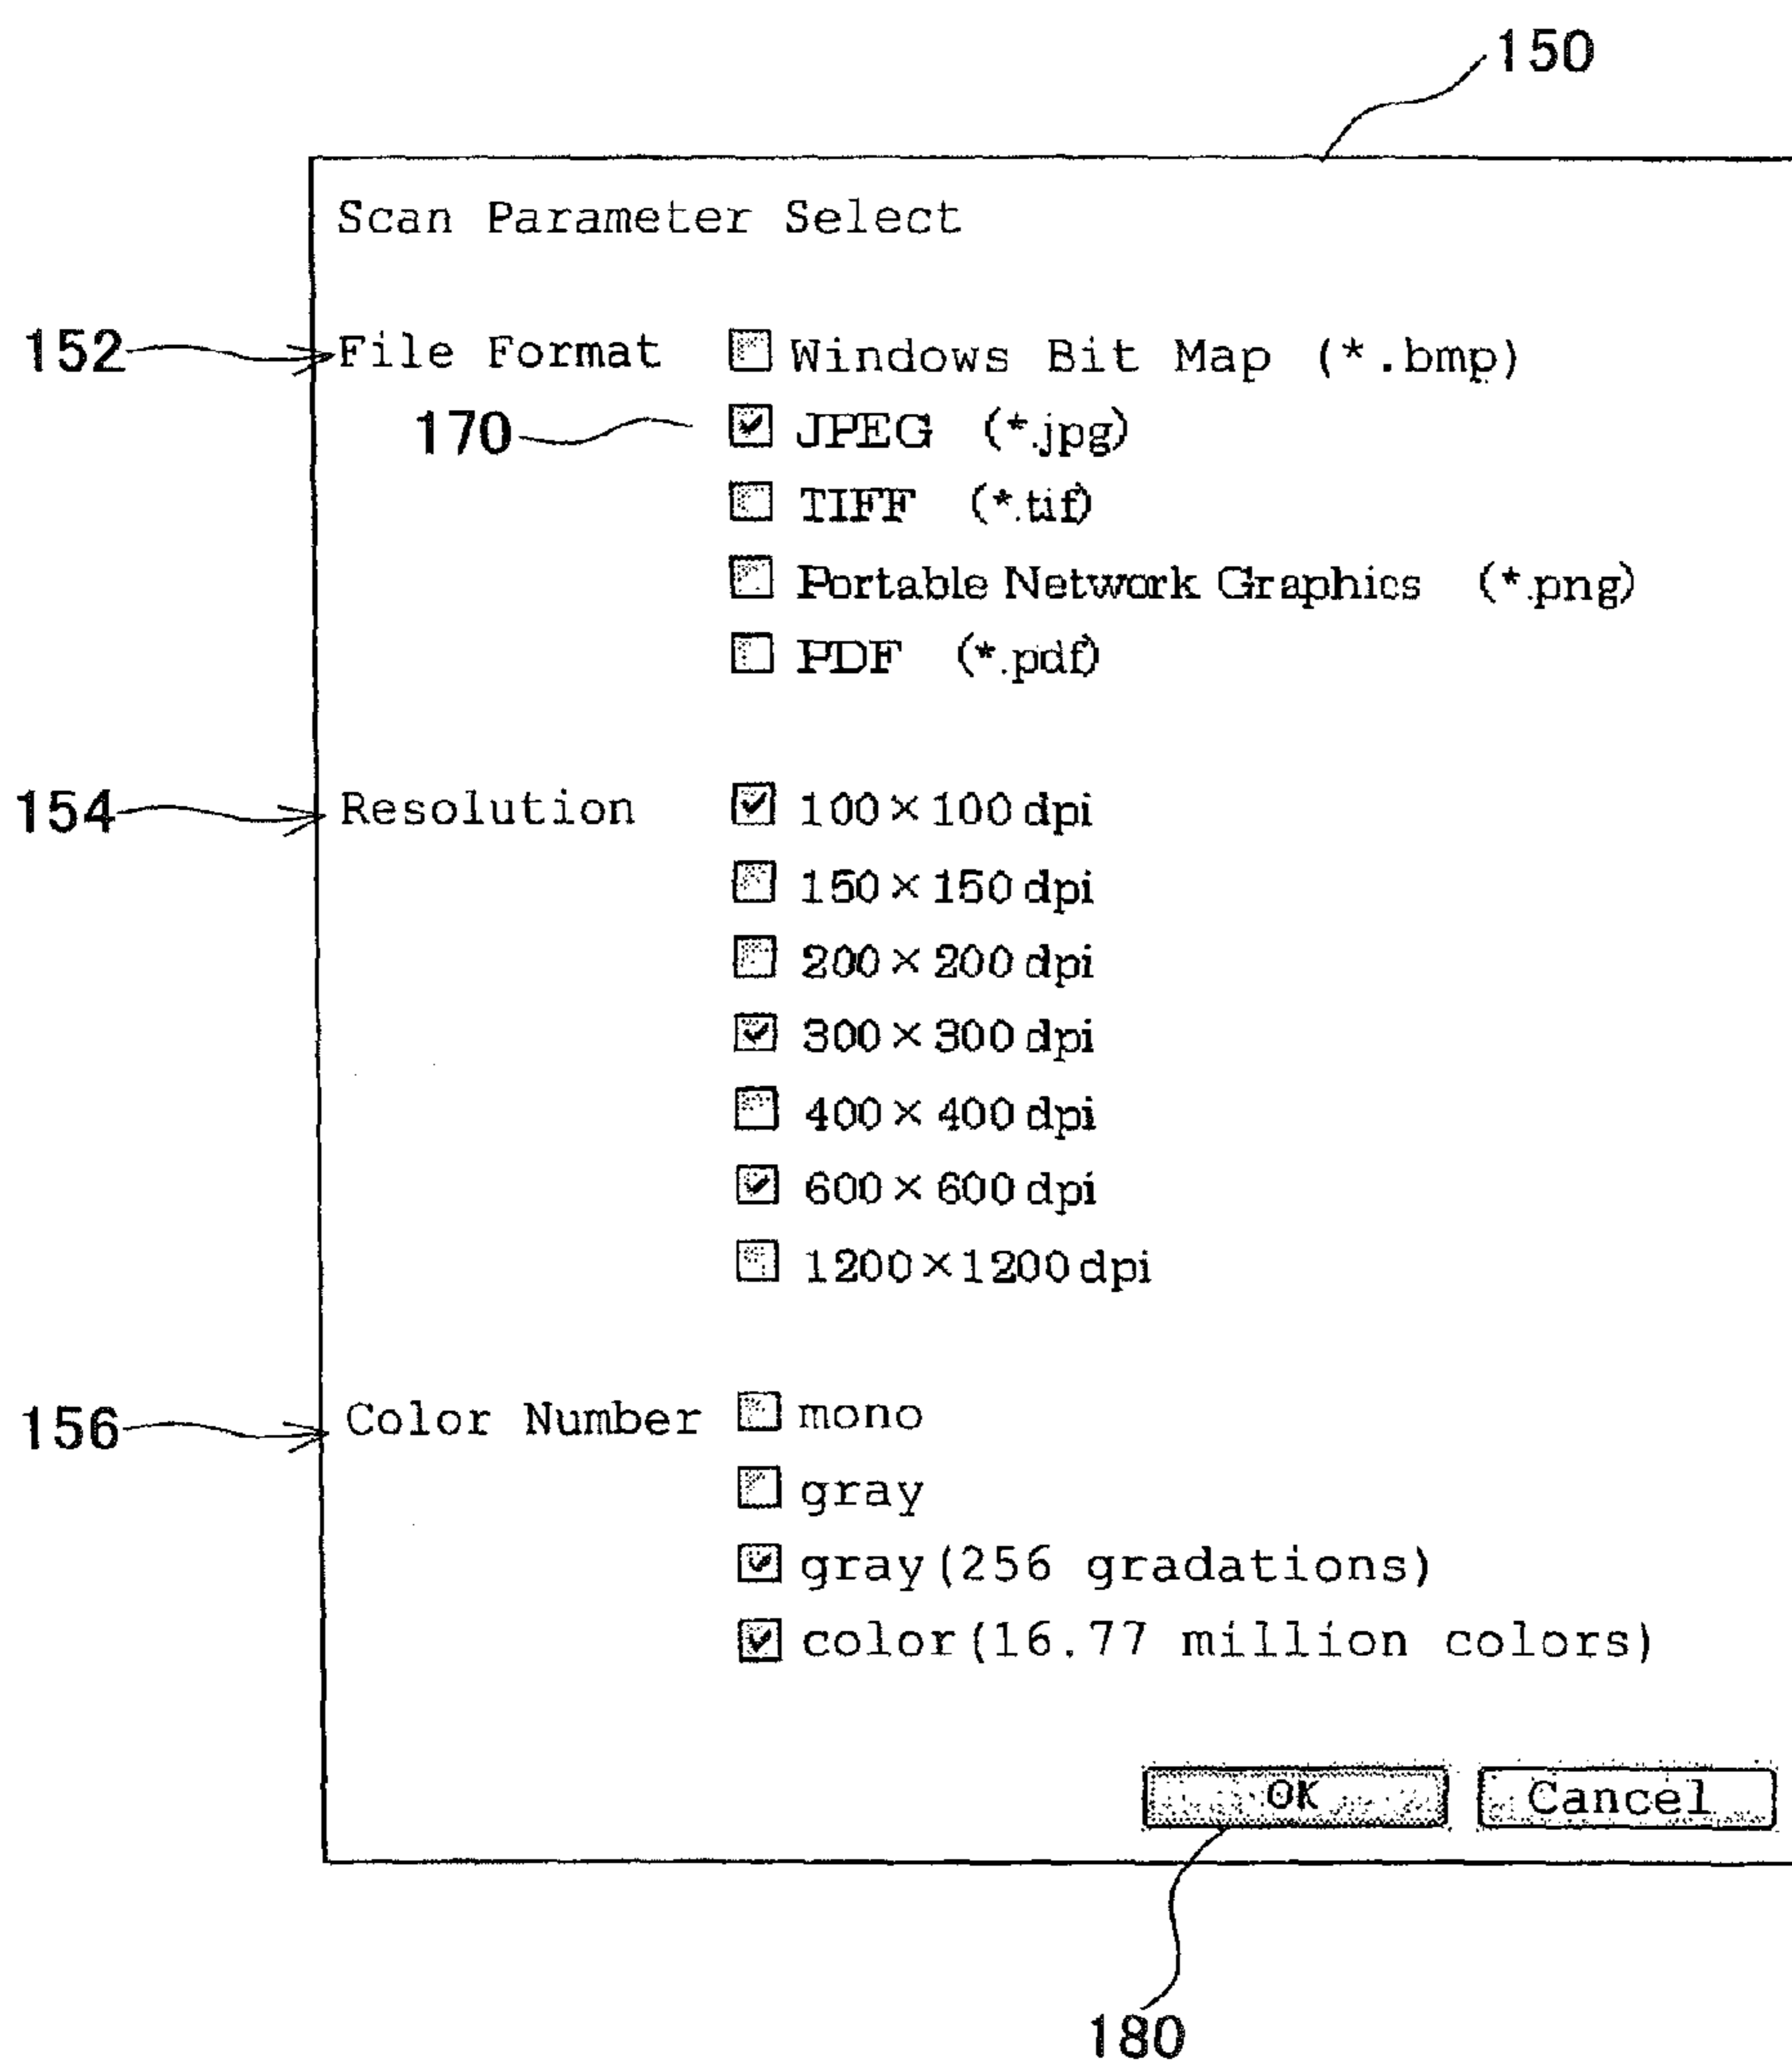 150
Scan Parameter Select
152 File Format Windows Bit Map (*.bmp)
170 JPEG (*.jpg)
TIFF (*.tif)
Portable Network Graphics (*.png)
PDF (*.pdf)
154 Resolution 100×100 dpi
150×150 dpi
200×200 dpi
300×300 dpi
400×400 dpi
600×600 dpi
1200×1200 dpi
156 Color Number mono
gray
gray(256 gradations)
color(16.77 million colors)
OK Cancel
180